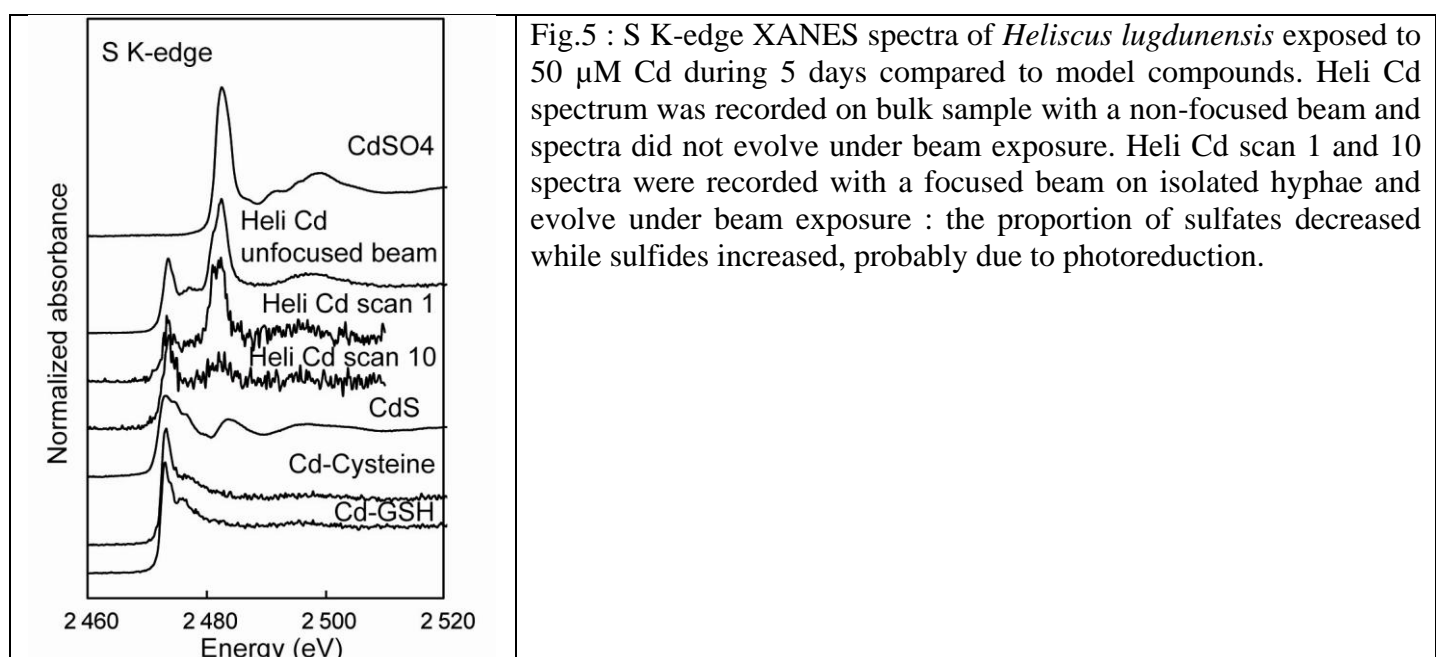 S K-edge
CdSO4
Heli Cd
unfocused beam
Heli Cd scan 1
Heli Cd scan 10
CdS
Cd-Cysteine
Cd-GSH
Normalized absorbance
2 460 2 480 2 500 2 520
Energy (eV)
Fig.5 : S K-edge XANES spectra of Heliscus lugdunensis exposed to
50 µM Cd during 5 days compared to model compounds. Heli Cd
spectrum was recorded on bulk sample with a non-focused beam and
spectra did not evolve under beam exposure. Heli Cd scan 1 and 10
spectra were recorded with a focused beam on isolated hyphae and
evolve under beam exposure : the proportion of sulfates decreased
while sulfides increased, probably due to photoreduction.